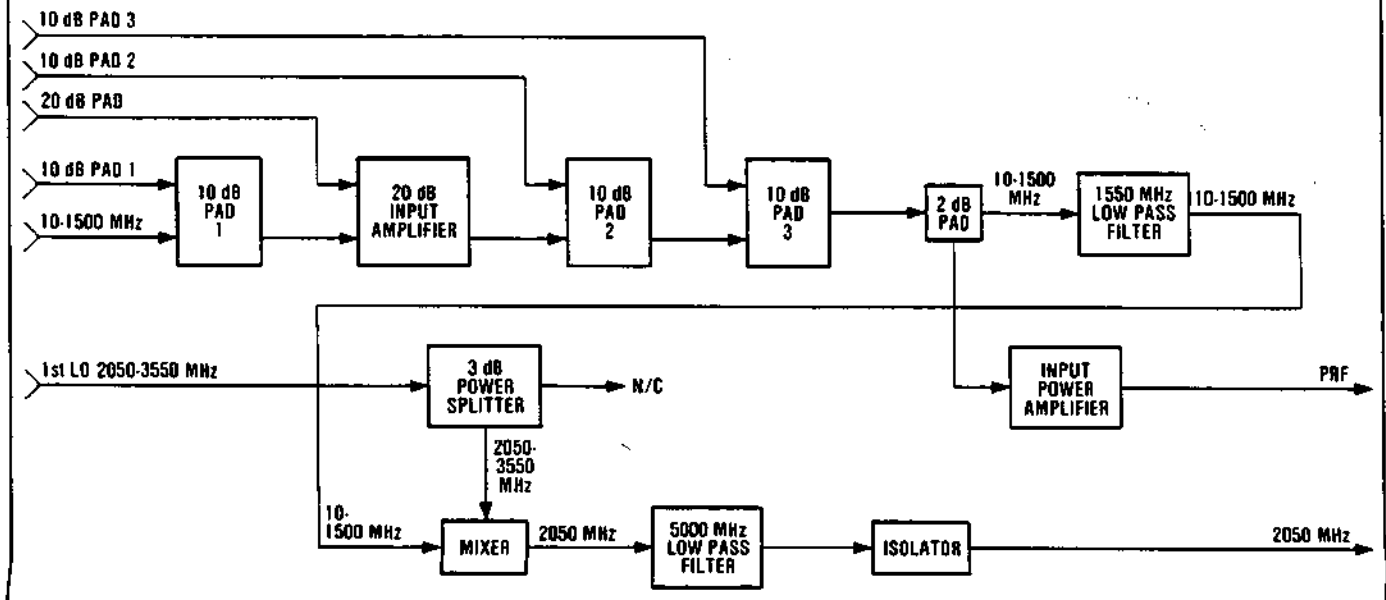 10 dB PAD 3
10 dB PAD 2
20 dB PAD
10 dB PAD 1
10-1500 MHz
10 dB
PAD
1
20 dB
INPUT
AMPLIFIER
10 dB
PAD
2
10 dB
PAD
3
2 dB
PAD
10-1500
MHz
1550 MHz
LOW PASS
FILTER
110-1500 MHz
1st LO 2050-3550 MHz
3 dB
POWER
SPLITTER
N/C
INPUT
POWER
AMPLIFIER
PRF
2050-
3550
MHz
10-
1500 MHz
MIXER
2050 MHz
5000 MHz
LOW PASS
FILTER
ISOLATOR
2050 MHz